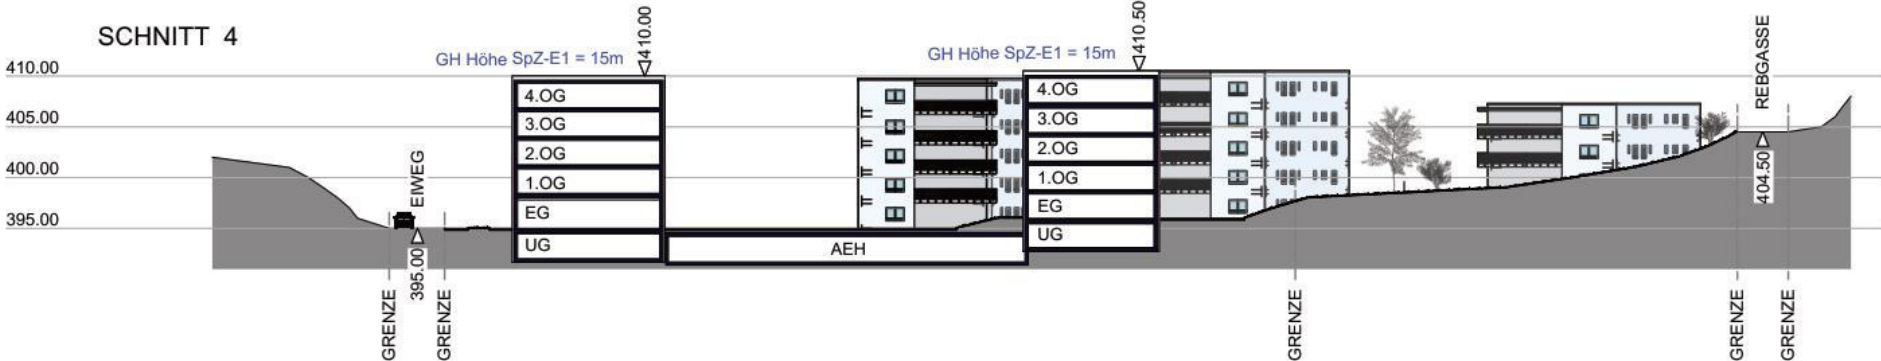 SCHNITT 4
GH Höhe SpZ-E1 = 15m
410.00
GH Höhe SpZ-E1 = 15m
410.50
REBGASSE
404.50
410.00
405.00
400.00
395.00
EIWEG
395.00
4.OG
3.OG
2.OG
1.OG
EG
UG
AEH
4.OG
3.OG
2.OG
1.OG
EG
UG
GRENZE
GRENZE
GRENZE
GRENZE
GRENZE